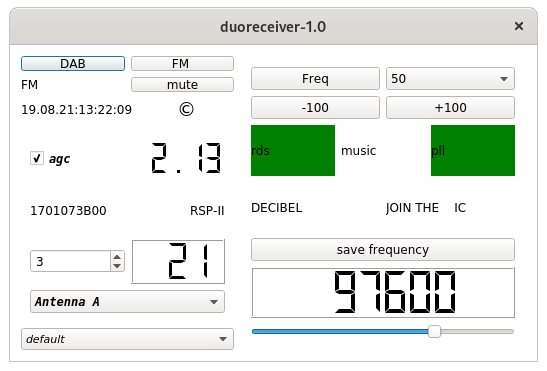 duoreceiver-1.0 ×
DAB FM
FM mute
19.08.21:13:22:09 ©
Freq 50
-100 +100
agc 2.13
rds music pll
1701073B00 RSP-II
DECIBEL JOIN THE IC
3 21
save frequency
97600
Antenna A
default